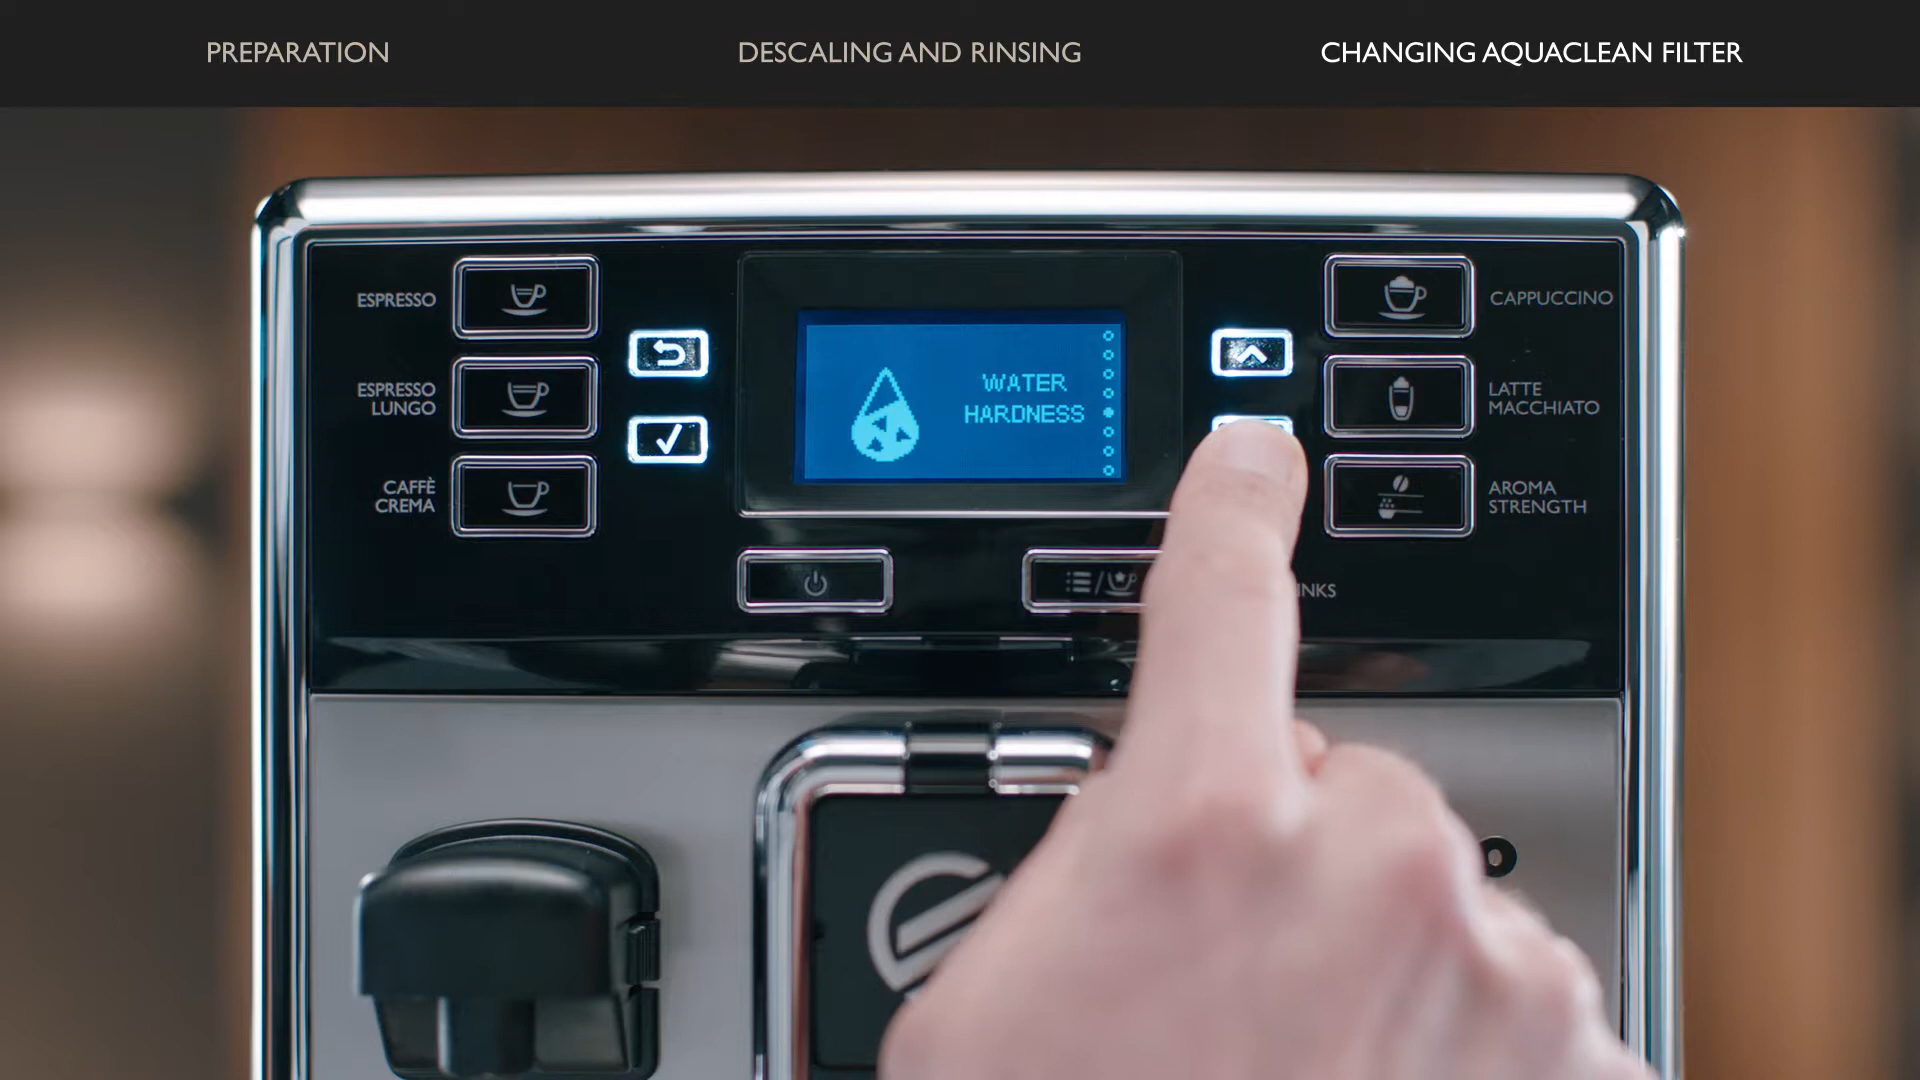 PREPARATION
DESCALING AND RINSING
CHANGING AQUACLEAN FILTER
ESPRESSO
ESPRESSO
LUNGO
CAFFÈ
CREMA
WATER
HARDNESS
CAPPUCCINO
LATTE
MACCHIATO
AROMA
STRENGTH